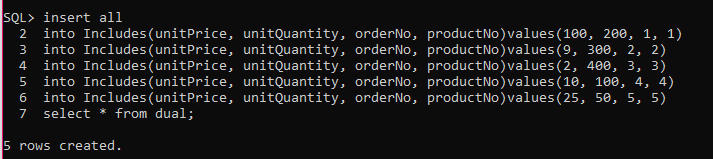 SQL> insert all
2 into Includes(unitPrice, unitQuantity, orderNo, productNo)values(100, 200, 1, 1)
3 into Includes(unitPrice, unitQuantity, orderNo, productNo)values(9, 300, 2, 2)
4 into Includes(unitPrice, unitQuantity, orderNo, productNo)values(2, 400, 3, 3)
5 into Includes(unitPrice, unitQuantity, orderNo, productNo)values(10, 100, 4, 4)
6 into Includes(unitPrice, unitQuantity, orderNo, productNo)values(25, 50, 5, 5)
7 select * from dual;
5 rows created.